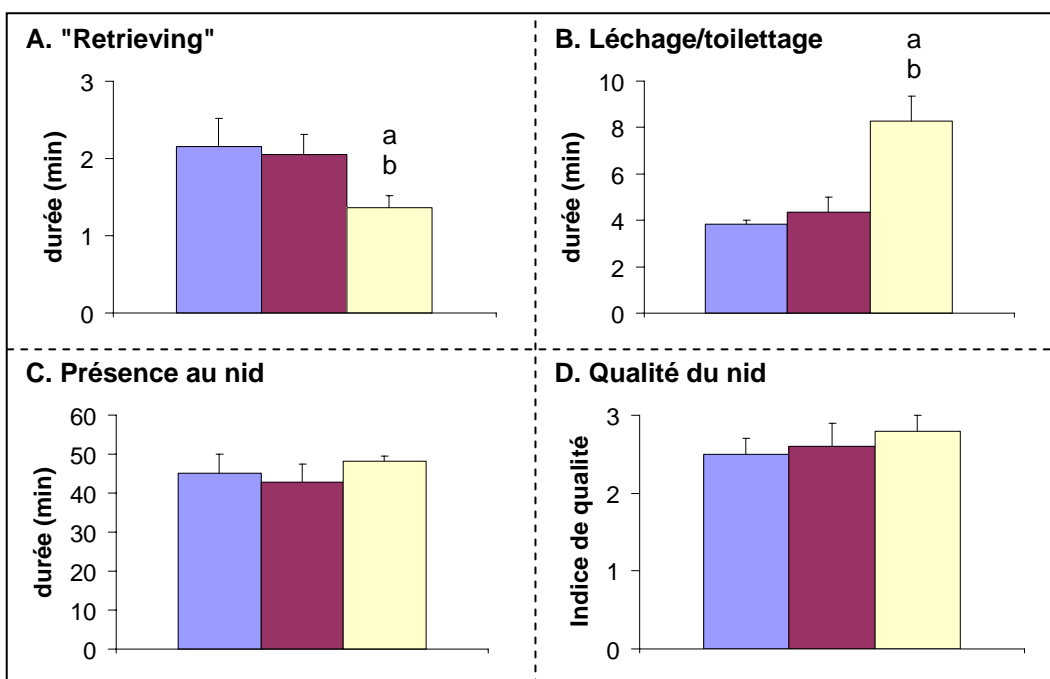 A. "Retrieving"
durée (min)
3
2
1
0
a
b
B. Léchage/toilettage
durée (min)
10
8
6
4
2
0
a
b
C. Présence au nid
durée (min)
60
50
40
30
20
10
0
D. Qualité du nid
Indice de qualité
3
2
1
0